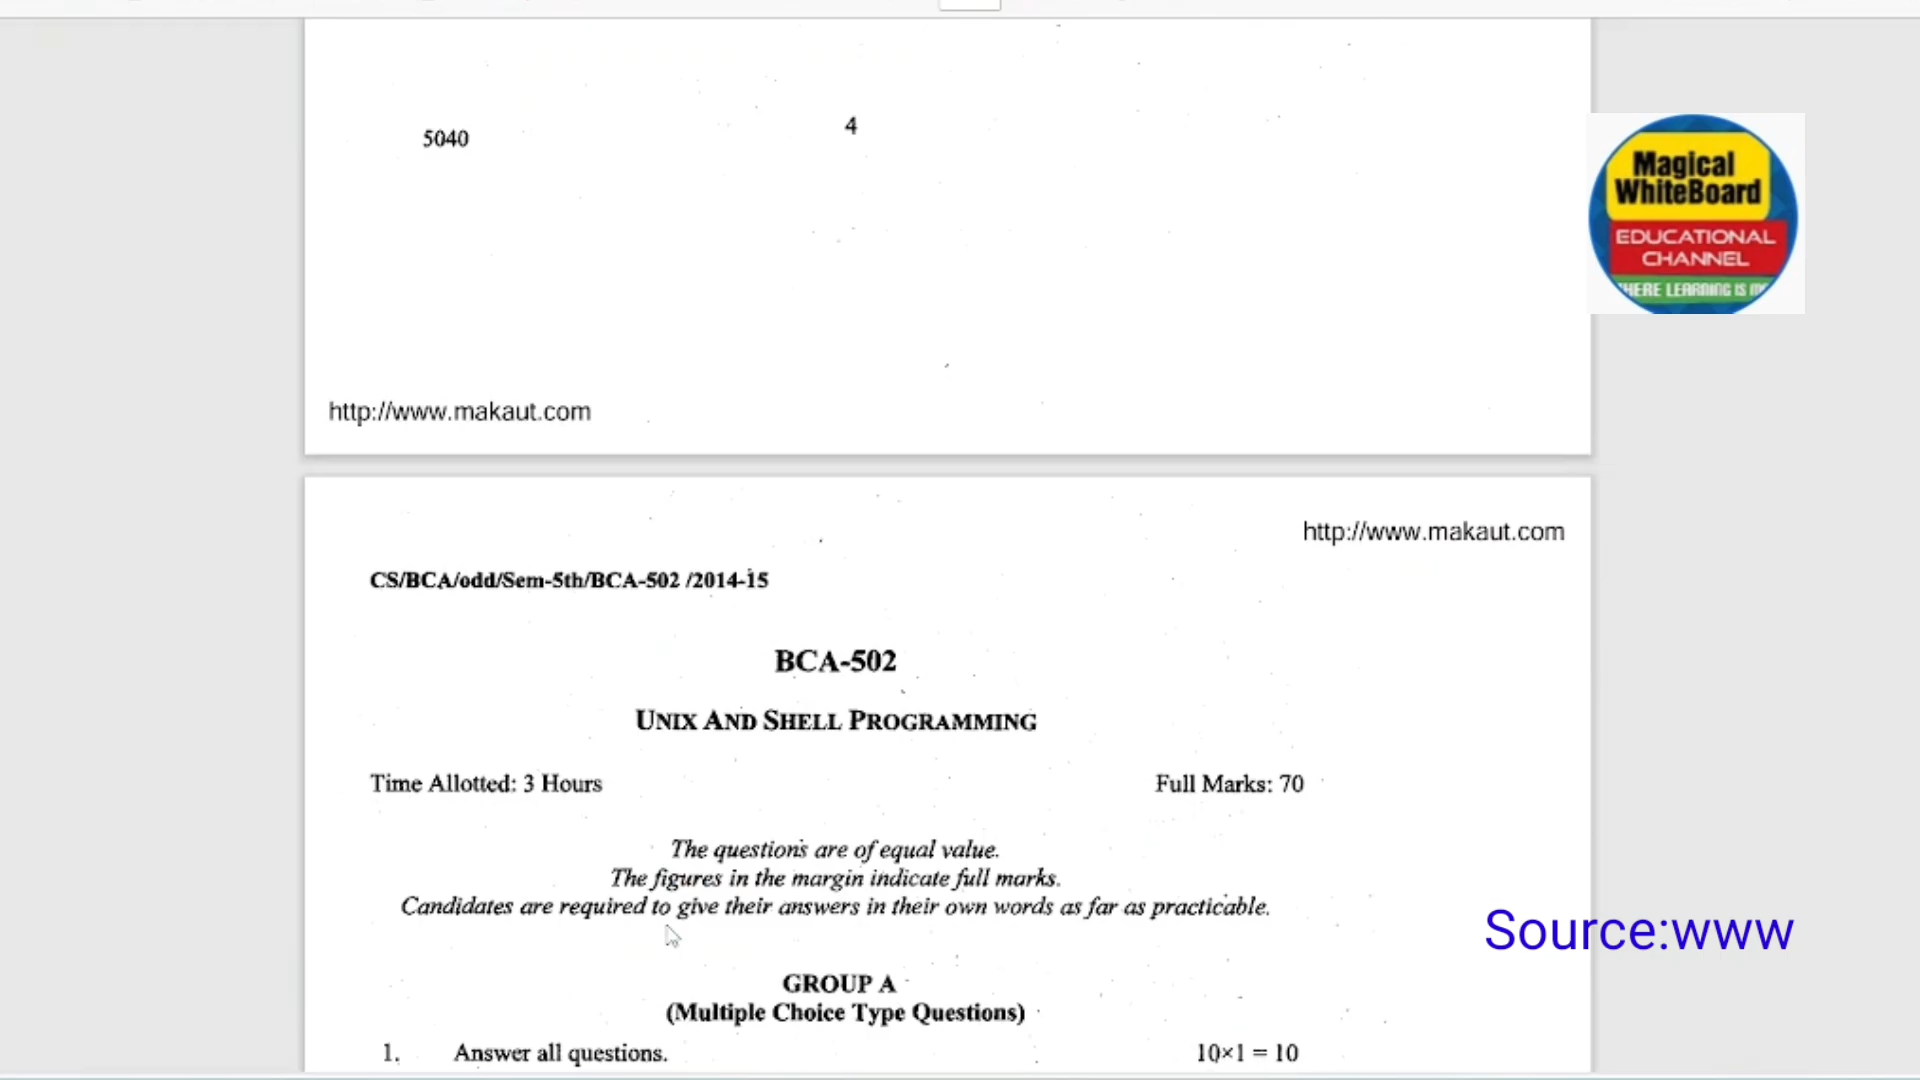 5040
4
http://www.makaut.com
Magical
WhiteBoard
EDUCATIONAL
CHANNEL
HERE LEARNING IS
http://www.makaut.com
CS/BCA/odd/Sem-5th/BCA-502 /2014-15
BCA-502
UNIX AND SHELL PROGRAMMING
Time Allotted: 3 Hours Full Marks: 70
The questions are of equal value.
The figures in the margin indicate full marks.
Candidates are required to give their answers in their own words as far as practicable.
Source:www
GROUP A
(Multiple Choice Type Questions)
1. Answer all questions. 10×1 = 10